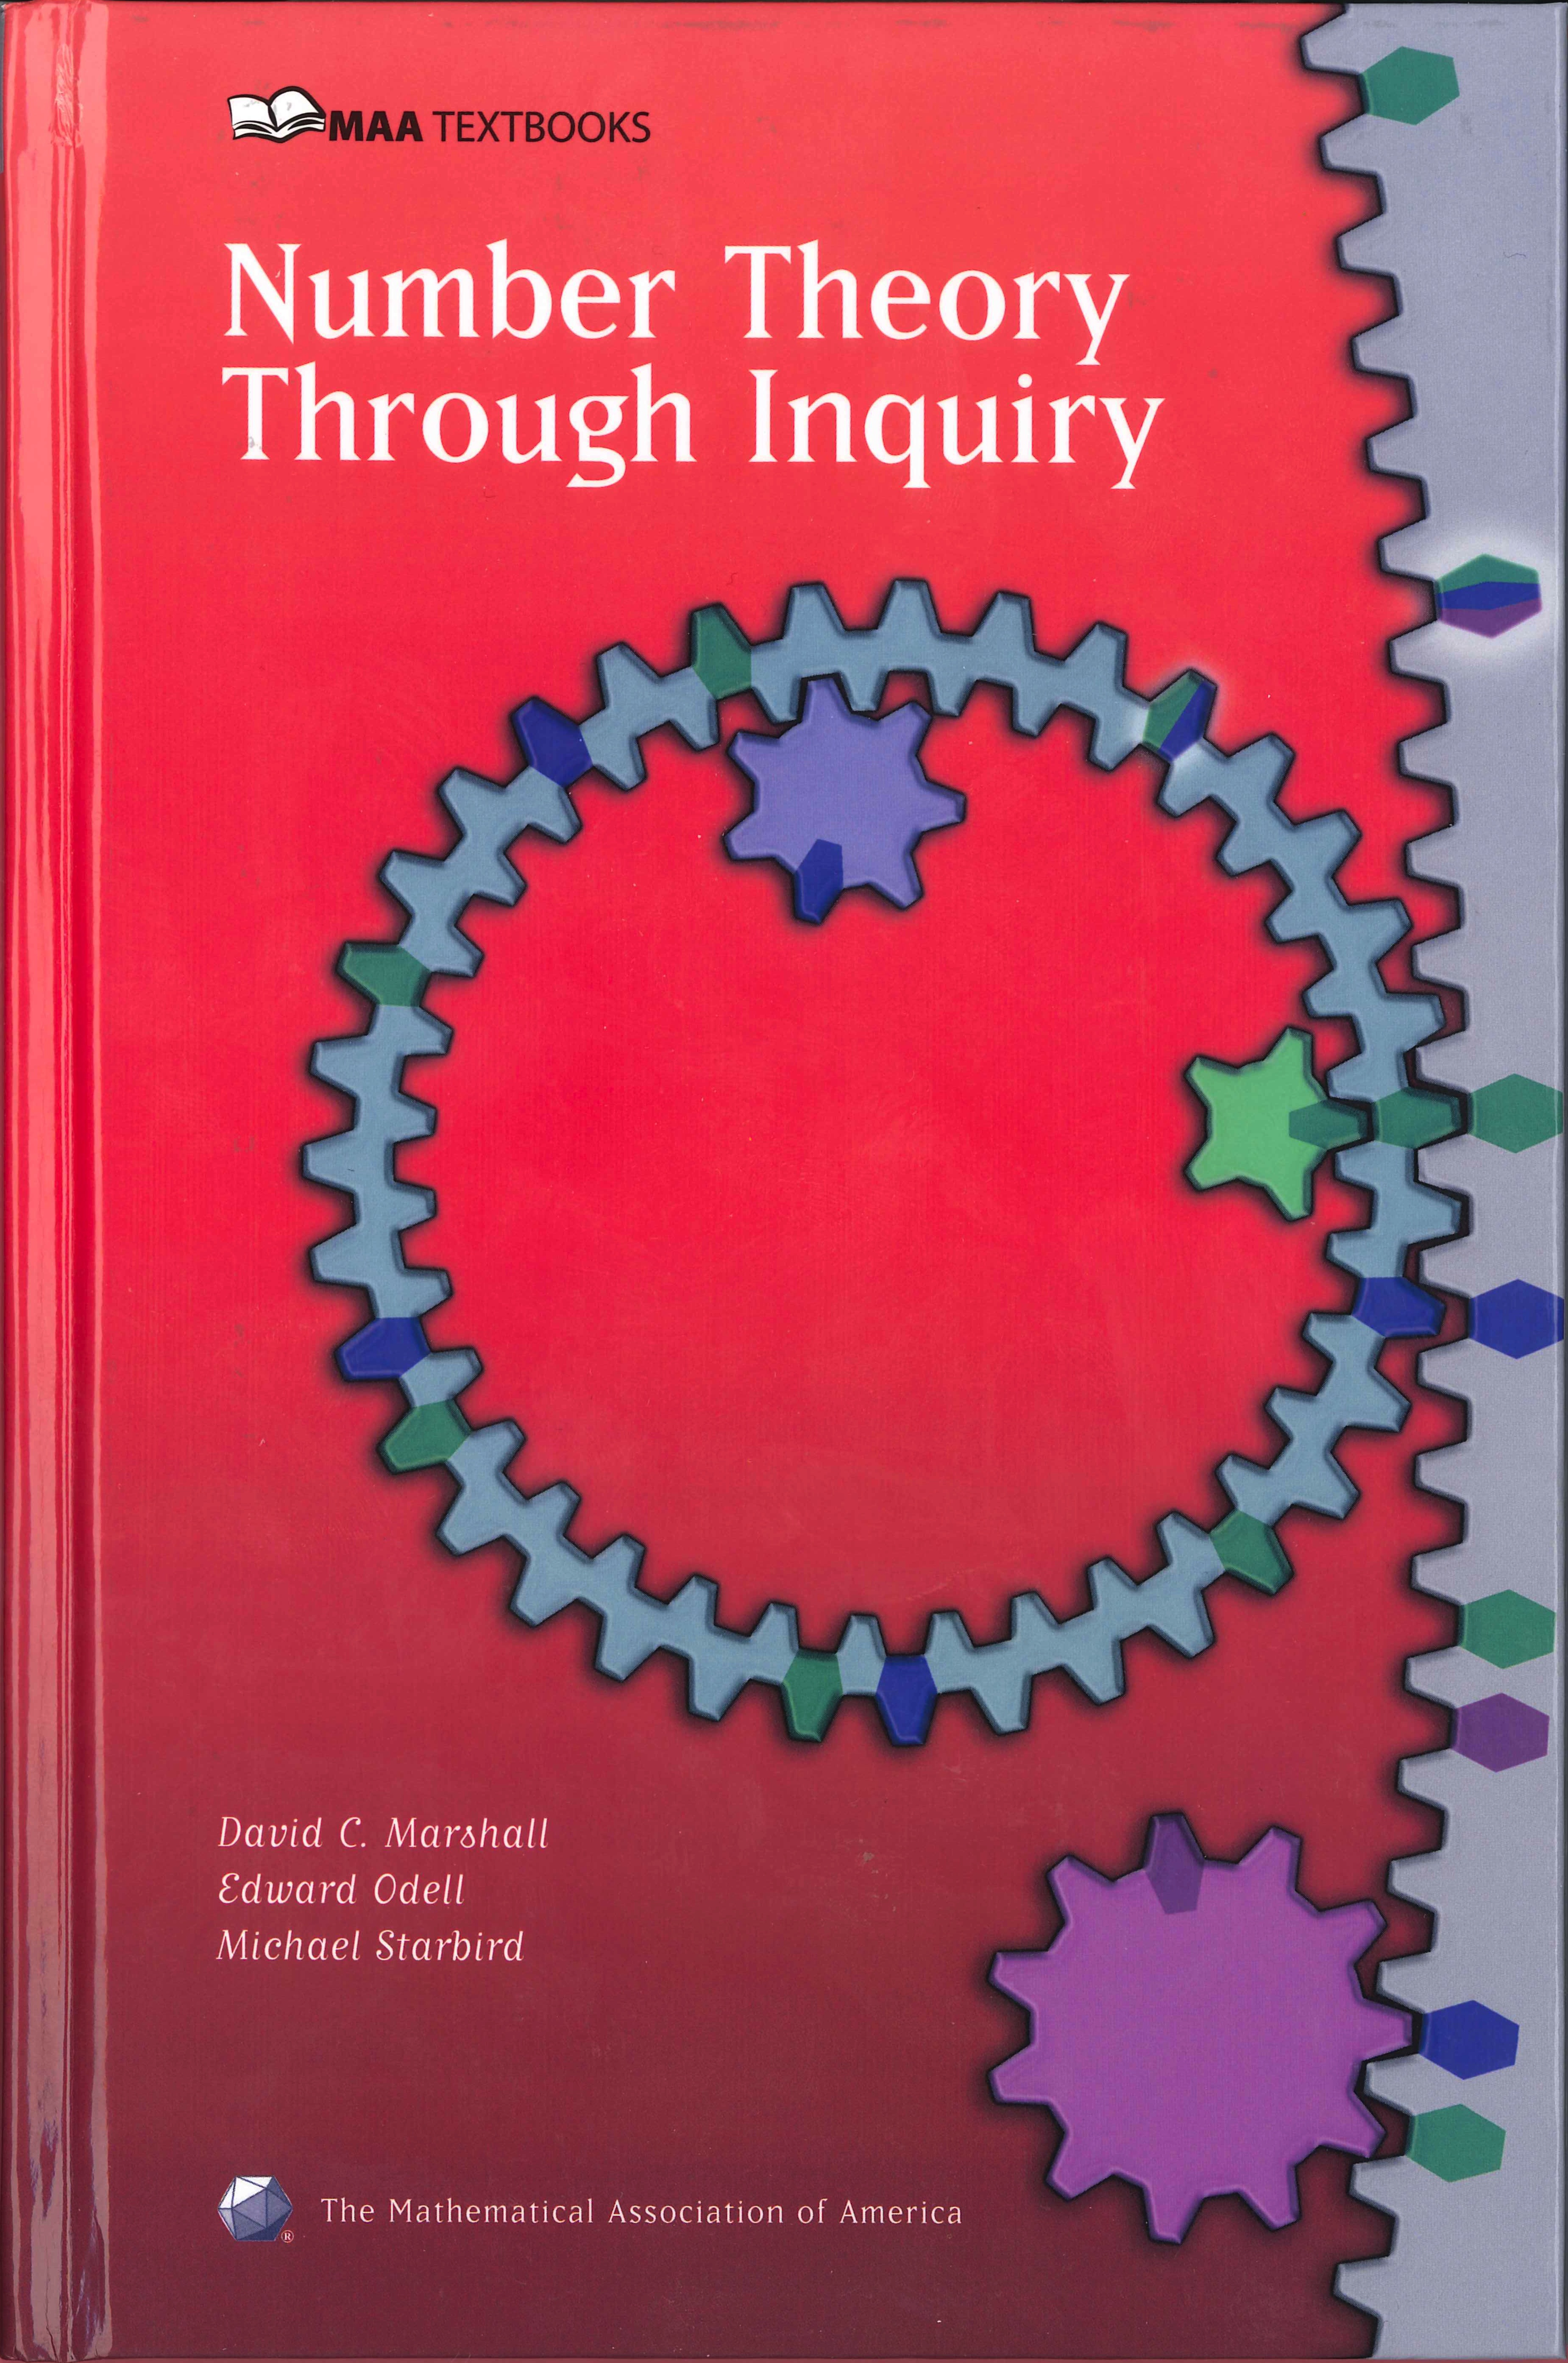 MAA TEXTBOOKS
Number Theory
Through Inquiry
David C. Marshall
Edward Odell
Michael Starbird
The Mathematical Association of America
®